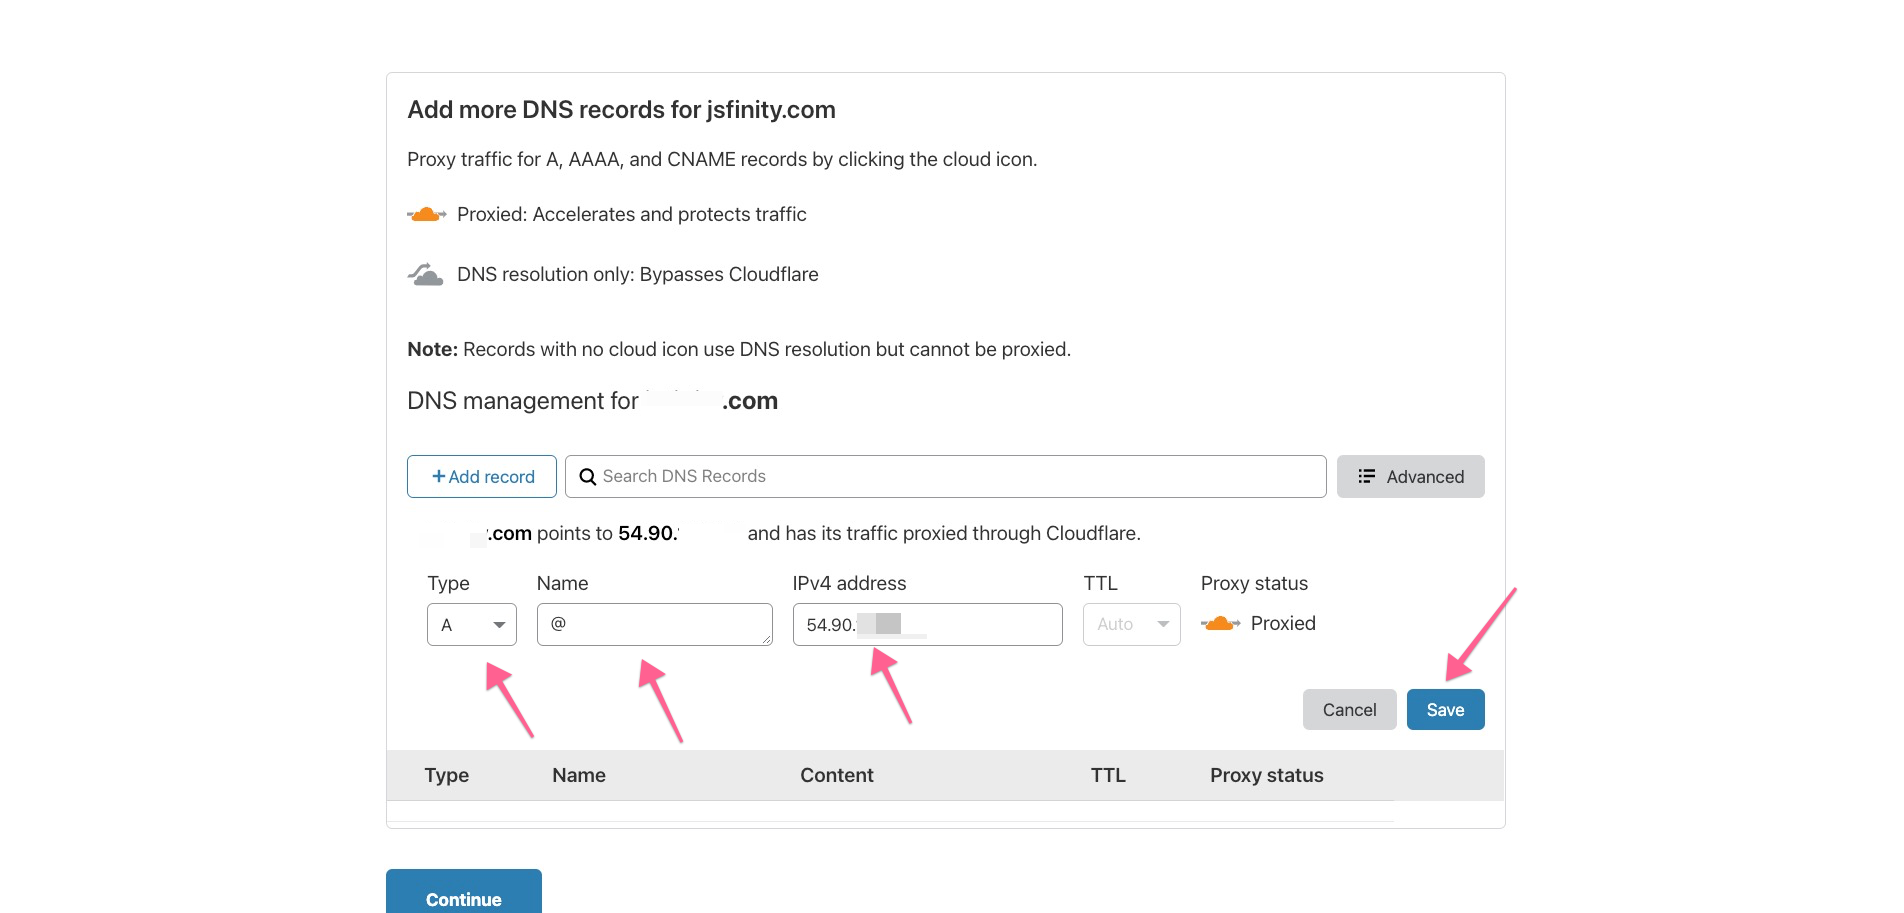 Add more DNS records for jsfinity.com
Proxy traffic for A, AAAA, and CNAME records by clicking the cloud icon.
Proxied: Accelerates and protects traffic
DNS resolution only: Bypasses Cloudflare
Note: Records with no cloud icon use DNS resolution but cannot be proxied.
DNS management for .com
+ Add record Search DNS Records Advanced
.com points to 54.90. and has its traffic proxied through Cloudflare.
Type Name IPv4 address TTL Proxy status
A @ 54.90. Auto Proxied
Cancel Save
Type Name Content TTL Proxy status
Continue